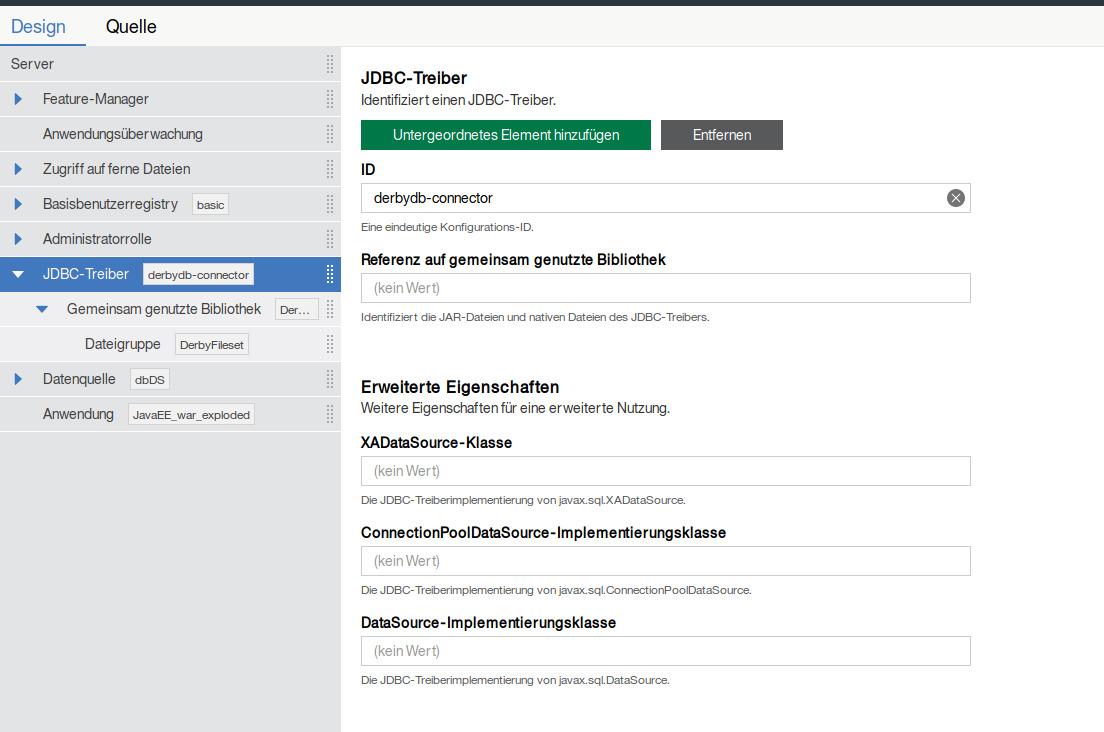 Design Quelle
Server
Feature-Manager
Anwendungsüberwachung
Zugriff auf ferne Dateien
Basisbenutzerregistry basic
Administratorrolle
JDBC-Treiber derbydb-connector
Gemeinsam genutzte Bibliothek Der...
Dateigruppe DerbyFileset
Datenquelle dbDS
Anwendung JavaEE_war_exploded
JDBC-Treiber
Identifiziert einen JDBC-Treiber.
Untergeordnetes Element hinzufügen Entfernen
ID
derbydb-connector
Eine eindeutige Konfigurations-ID.
Referenz auf gemeinsam genutzte Bibliothek
(kein Wert)
Identifiziert die JAR-Dateien und nativen Dateien des JDBC-Treibers.
Erweiterte Eigenschaften
Weitere Eigenschaften für eine erweiterte Nutzung.
XADataSource-Klasse
(kein Wert)
Die JDBC-Treiberimplementierung von javax.sql.XADataSource.
ConnectionPoolDataSource-Implementierungsklasse
(kein Wert)
Die JDBC-Treiberimplementierung von javax.sql.ConnectionPoolDataSource.
DataSource-Implementierungsklasse
(kein Wert)
Die JDBC-Treiberimplementierung von javax.sql.DataSource.